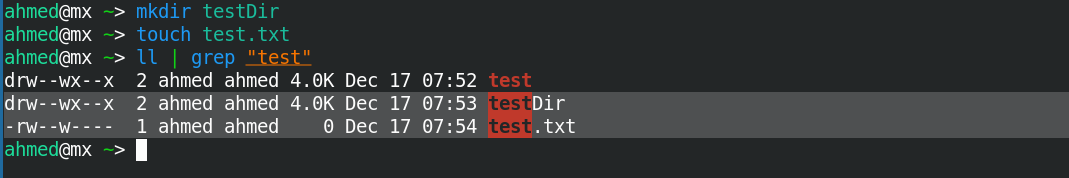 ahmed@mx ~> mkdir testDir
ahmed@mx ~> touch test.txt
ahmed@mx ~> ll | grep "test"
drw--wx--x  2 ahmed ahmed 4.0K Dec 17 07:52 test
drw--wx--x  2 ahmed ahmed 4.0K Dec 17 07:53 testDir
-rw--w----  1 ahmed ahmed    0 Dec 17 07:54 test.txt
ahmed@mx ~>